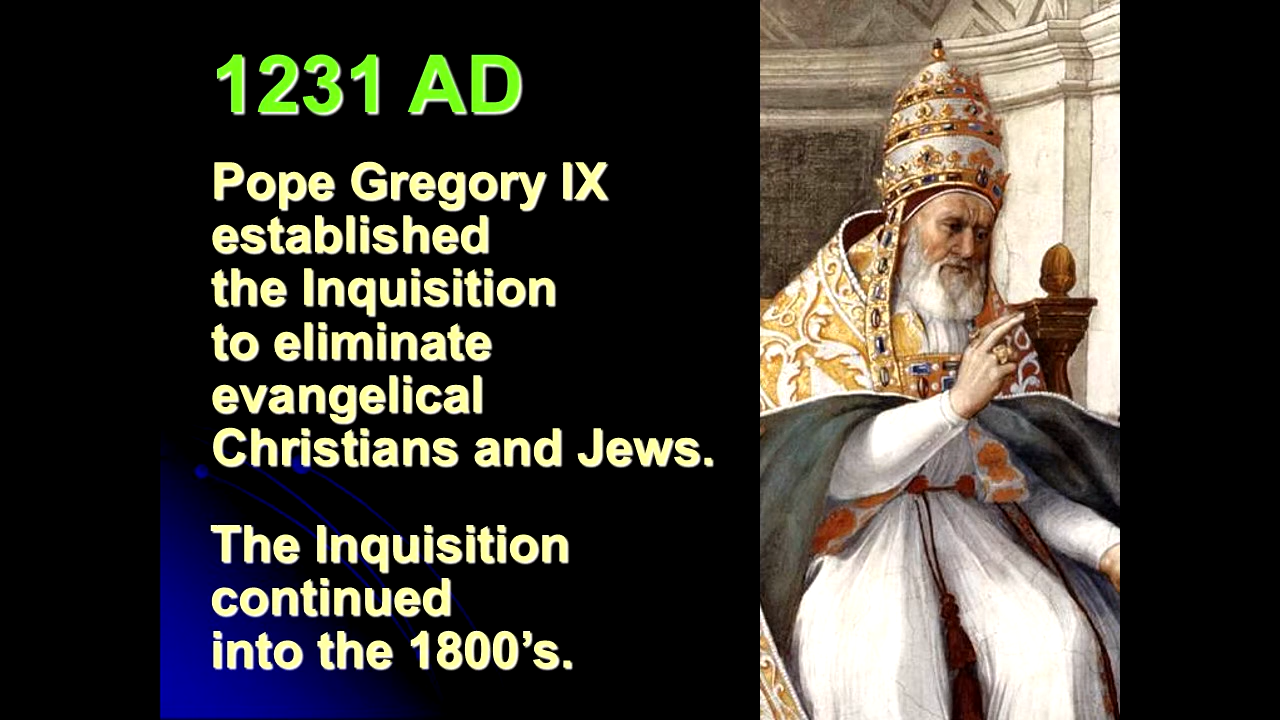 1231 AD
Pope Gregory IX
established
the Inquisition
to eliminate
evangelical
Christians and Jews.
The Inquisition
continued
into the 1800’s.